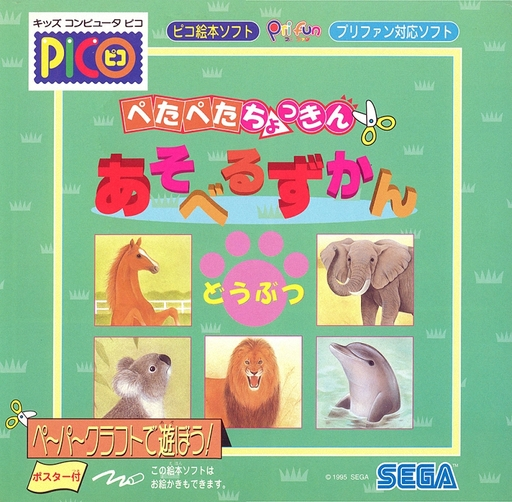 キッズ コンピュータ ピコ
PICO ピコ
ピコ絵本ソフト
Pri fun
プリファン対応ソフト
ぺたぺたちょっきん
あそべるずかん
どうぶつ
ペ〜パ〜クラフトで遊ぼう!
ポスター付
この絵本ソフトは
お絵かきもできます。
© 1995 SEGA
SEGA™